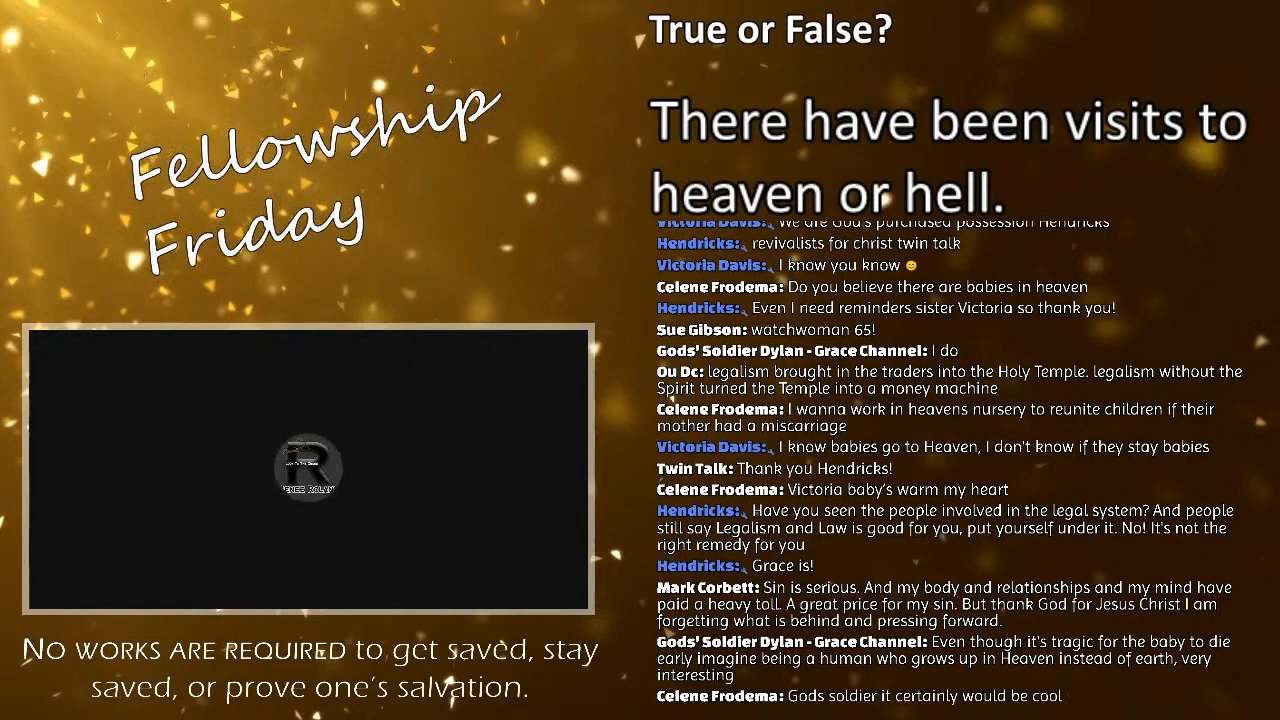 Fellowship
Friday
NO WORKS ARE REQUIRED to get saved, stay
saved, or prove one's salvation.
True or False?
There have been visits to
heaven or hell.
Victoria Davis: We are God's purchased possession Hendricks
Hendricks: revivalists for christ twin talk
Victoria Davis: I know you know 😊
Celene Frodema: Do you believe there are babies in heaven
Hendricks: Even I need reminders sister Victoria so thank you!
Sue Gibson: watchwoman 65!
Gods' Soldier Dylan - Grace Channel: I do
Ou Dc: legalism brought in the traders into the Holy Temple. legalism without the
Spirit turned the Temple into a money machine
Celene Frodema: I wanna work in heavens nursery to reunite children if their
mother had a miscarriage
Victoria Davis: I know babies go to Heaven, I don't know if they stay babies
Twin Talk: Thank you Hendricks!
Celene Frodema: Victoria baby's warm my heart
Hendricks: Have you seen the people involved in the legal system? And people
still say Legalism and Law is good for you, put yourself under it. No! It's not the
right remedy for you
Hendricks: Grace is!
Mark Corbett: Sin is serious. And my body and relationships and my mind have
paid a heavy toll. A great price for my sin. But thank God for Jesus Christ I am
forgetting what is behind and pressing forward.
Gods' Soldier Dylan - Grace Channel: Even though it's tragic for the baby to die
early imagine being a human who grows up in Heaven instead of earth, very
interesting
Celene Frodema: Gods soldier it certainly would be cool